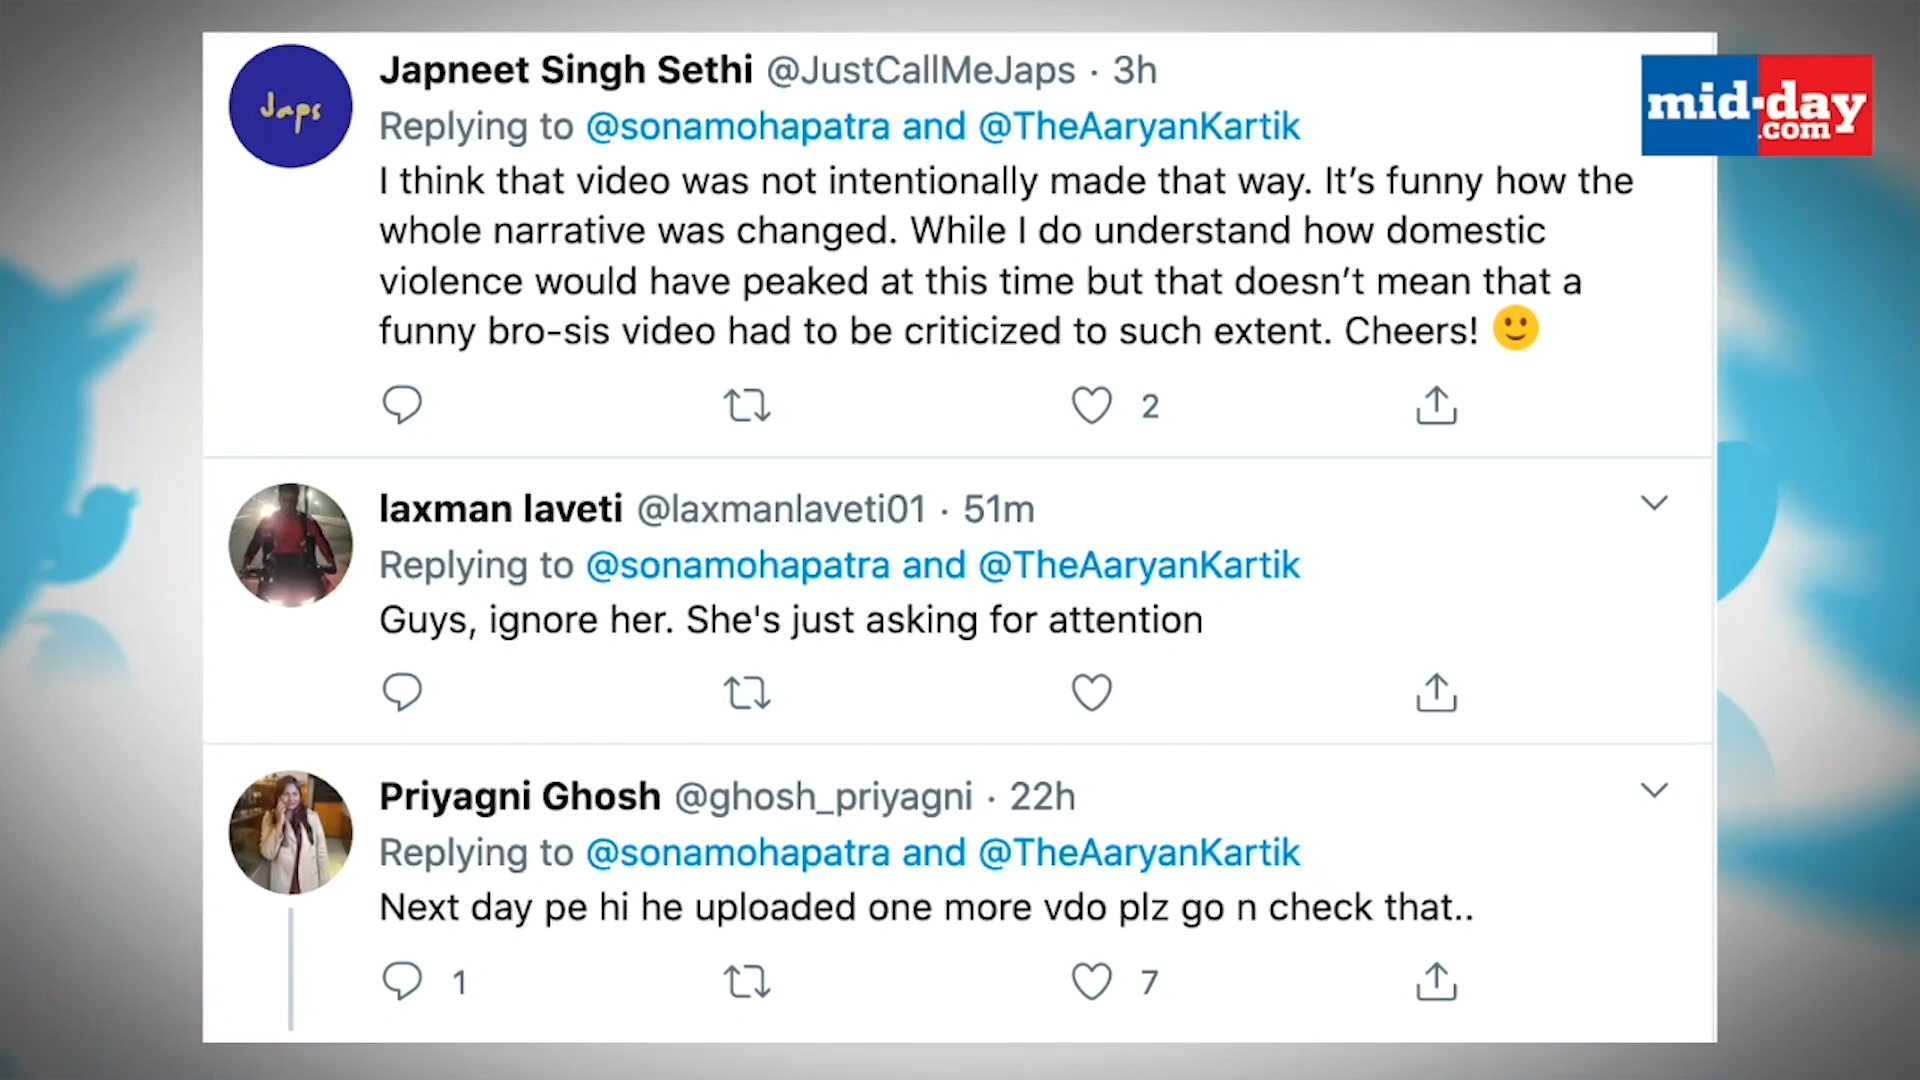 Japs
Japneet Singh Sethi @JustCallMeJaps · 3h
mid-day
.com
Replying to @sonamohapatra and @TheAaryanKartik
I think that video was not intentionally made that way. It’s funny how the
whole narrative was changed. While I do understand how domestic
violence would have peaked at this time but that doesn’t mean that a
funny bro-sis video had to be criticized to such extent. Cheers! 🙂
2
laxman laveti @laxmanlaveti01 · 51m
Replying to @sonamohapatra and @TheAaryanKartik
Guys, ignore her. She's just asking for attention
Priyagni Ghosh @ghosh_priyagni · 22h
Replying to @sonamohapatra and @TheAaryanKartik
Next day pe hi he uploaded one more vdo plz go n check that..
1 7